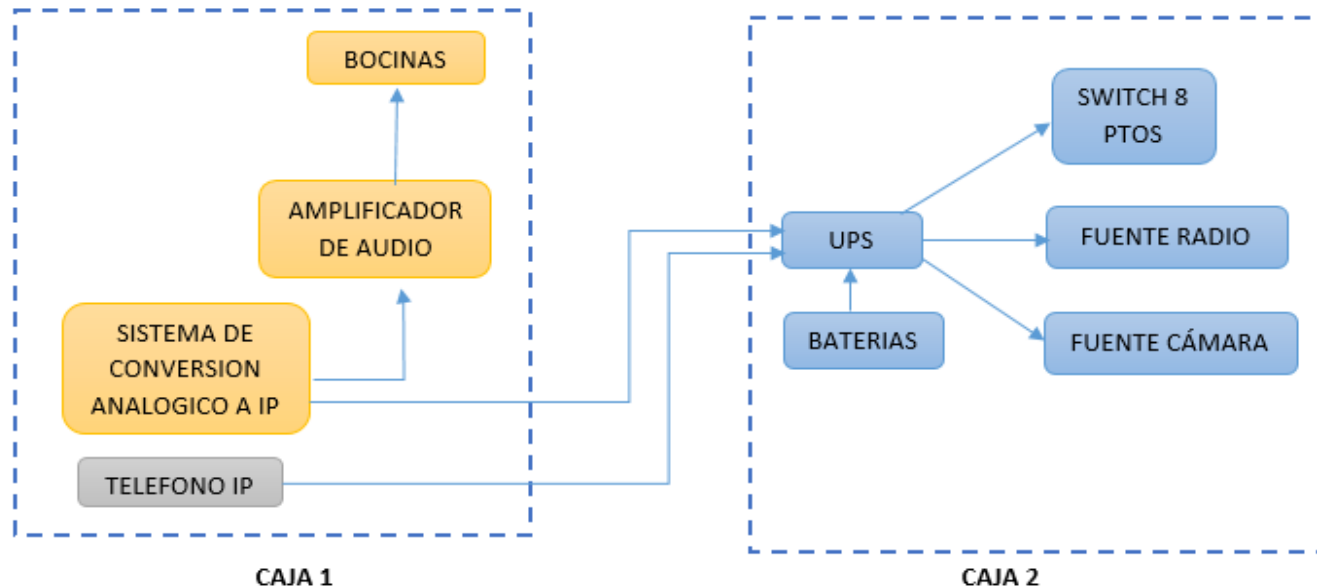 BOCINAS
AMPLIFICADOR
DE AUDIO
SISTEMA DE
CONVERSION
ANALOGICO A IP
TELEFONO IP
CAJA 1
SWITCH 8
PTOS
UPS
FUENTE RADIO
BATERIAS
FUENTE CÁMARA
CAJA 2